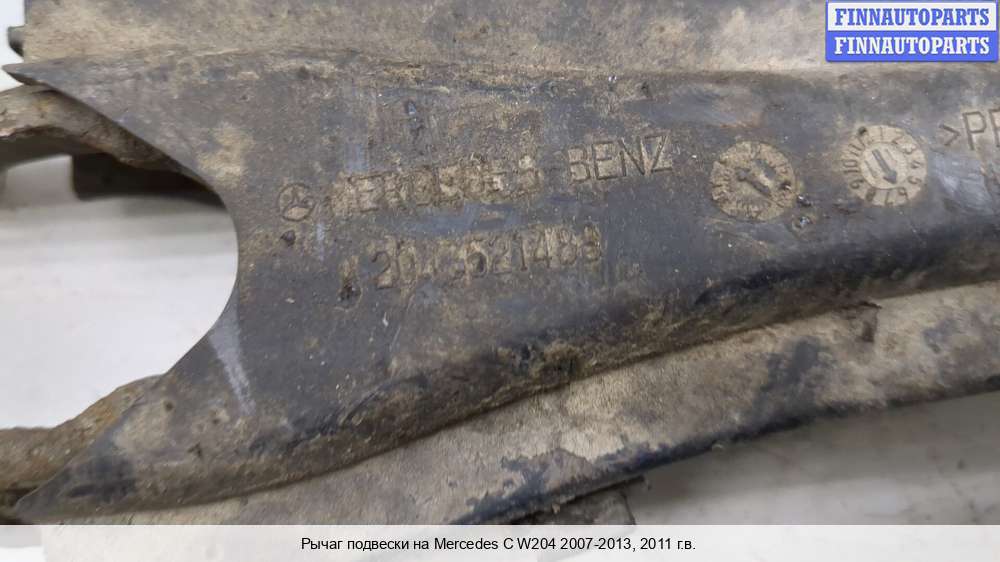 FINNAUTOPARTS
FINNAUTOPARTS
MERCEDES BENZ
A 2043521488
Рычаг подвески на Mercedes C W204 2007-2013, 2011 г.в.